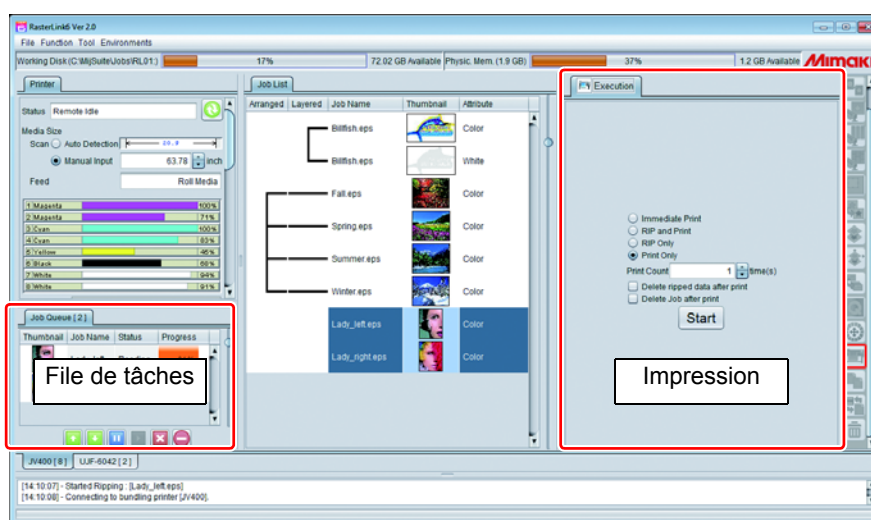 RasterLink6 Ver 2.0
File Function Tool Environments
Working Disk (C:\MijSuite\Jobs\RL01:) 17% 72.02 GB Available Physic. Mem. (1.9 GB) 37% 1.2 GB Available Mimaki
Printer
Status Remote Idle
Media Size
Scan Auto Detection
Manual Input 63.78 inch
Feed Roll Media
1 Magenta 100%
2 Magenta 71%
3 Cyan 100%
4 Cyan 83%
5 Yellow 46%
6 Black 68%
7 White 94%
8 White 91%
Job Queue [ 2 ]
Thumbnail Job Name Status Progress
File de tâches
Job List
Arranged Layered Job Name Thumbnail Attribute
Billfish.eps Color
Billfish.eps White
Fall.eps Color
Spring.eps Color
Summer.eps Color
Winter.eps Color
Lady_left.eps Color
Lady_right.eps Color
Execution
Immediate Print
RIP and Print
RIP Only
Print Only
Print Count 1 time(s)
Delete ripped data after print
Delete Job after print
Start
Impression
JV400 [ 8 ] UJF-6042 [ 2 ]
[14:10:07] - Started Ripping : [Lady_left.eps]
[14:10:08] - Connecting to bundling printer [JV400].